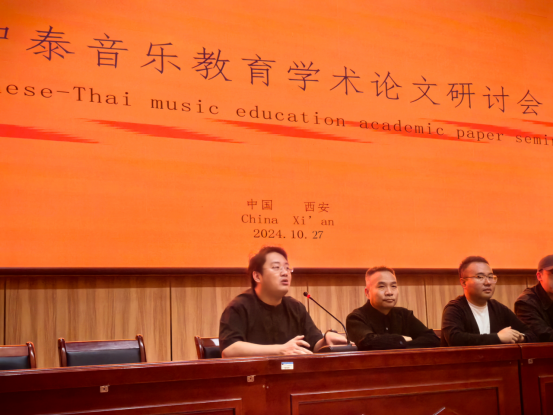 泰音乐教育学术论文研讨会
ese-Thai music education academic paper semin
中国 西安
China Xi'an
2024.10.27